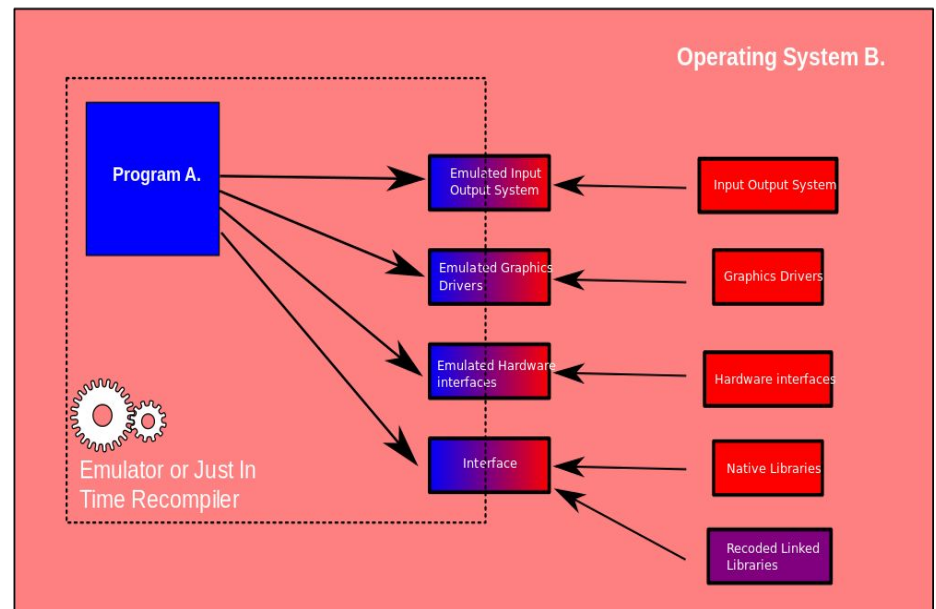 Operating System B.
Program A.
Emulated Input
Output System
Input Output System
Emulated Graphics
Drivers
Graphics Drivers
Emulated Hardware
interfaces
Hardware interfaces
Interface
Native Libraries
Emulator or Just In
Time Recompiler
Recoded Linked
Libraries